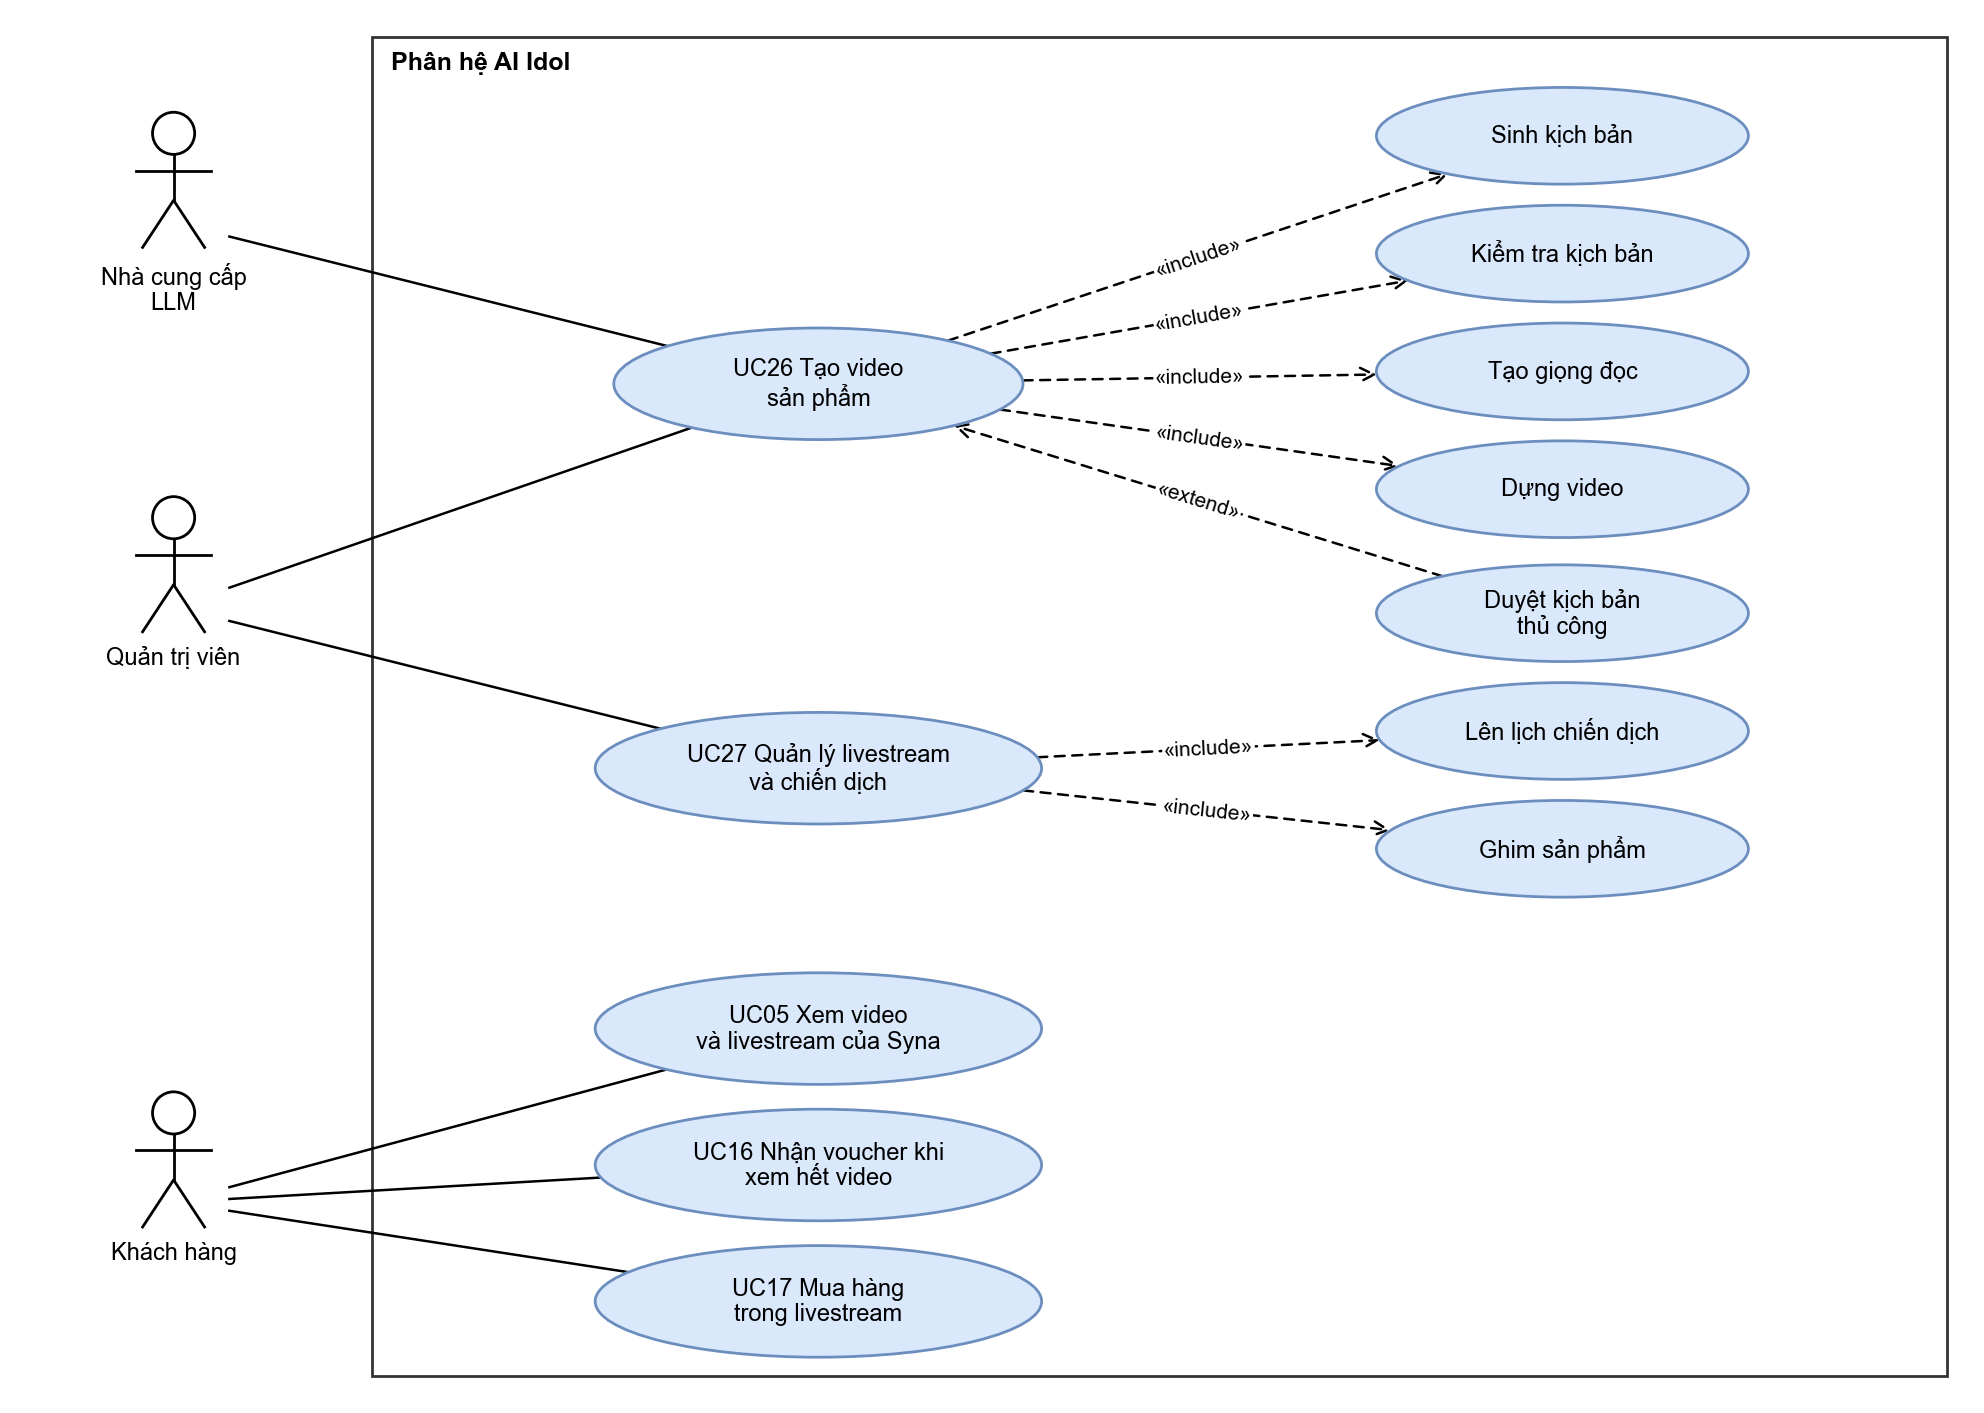 Phân hệ AI Idol
Nhà cung cấp
LLM
Quản trị viên
Khách hàng
UC26 Tạo video
sản phẩm
UC27 Quản lý livestream
và chiến dịch
UC05 Xem video
và livestream của Syna
UC16 Nhận voucher khi
xem hết video
UC17 Mua hàng
trong livestream
«include»
«include»
«include»
«include»
«extend»
«include»
«include»
Sinh kịch bản
Kiểm tra kịch bản
Tạo giọng đọc
Dựng video
Duyệt kịch bản
thủ công
Lên lịch chiến dịch
Ghim sản phẩm